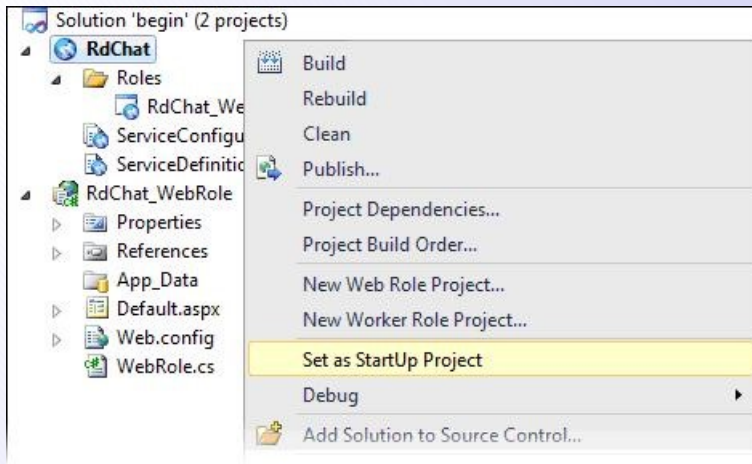 Solution 'begin' (2 projects)
RdChat
Roles
RdChat_We
ServiceConfigu
ServiceDefinitic
RdChat_WebRole
Properties
References
App_Data
Default.aspx
Web.config
WebRole.cs
Build
Rebuild
Clean
Publish...
Project Dependencies...
Project Build Order...
New Web Role Project...
New Worker Role Project...
Set as StartUp Project
Debug
Add Solution to Source Control...